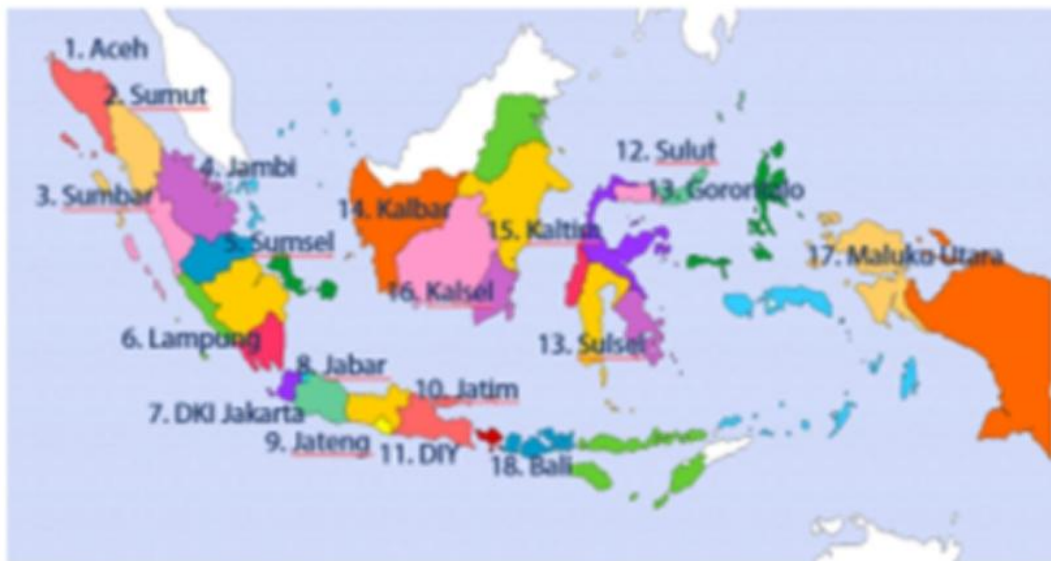 1. Aceh
2. Sumut
3. Sumbar
4. Jambi
5. Sumsel
6. Lampung
7. DKI Jakarta
8. Jabar
9. Jateng
10. Jatim
11. DIY
12. Sulut
13. Gorontalo
14. Kalbar
15. Kaltim
16. Kalsel
13. Sulsel
17. Maluku Utara
18. Bali